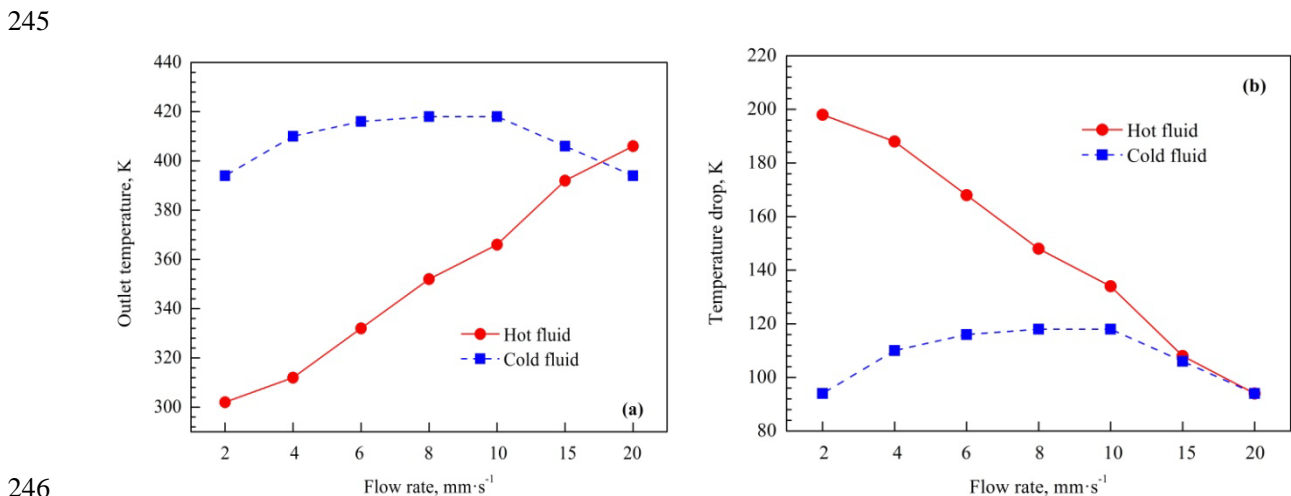 245
440
420
400
380
360
340
320
300
Outlet temperature, K
Hot fluid
Cold fluid
(a)
2 4 6 8 10 15 20
Flow rate, mm·s⁻¹
220
200
180
160
140
120
100
80
Temperature drop, K
(b)
Hot fluid
Cold fluid
2 4 6 8 10 15 20
Flow rate, mm·s⁻¹
246